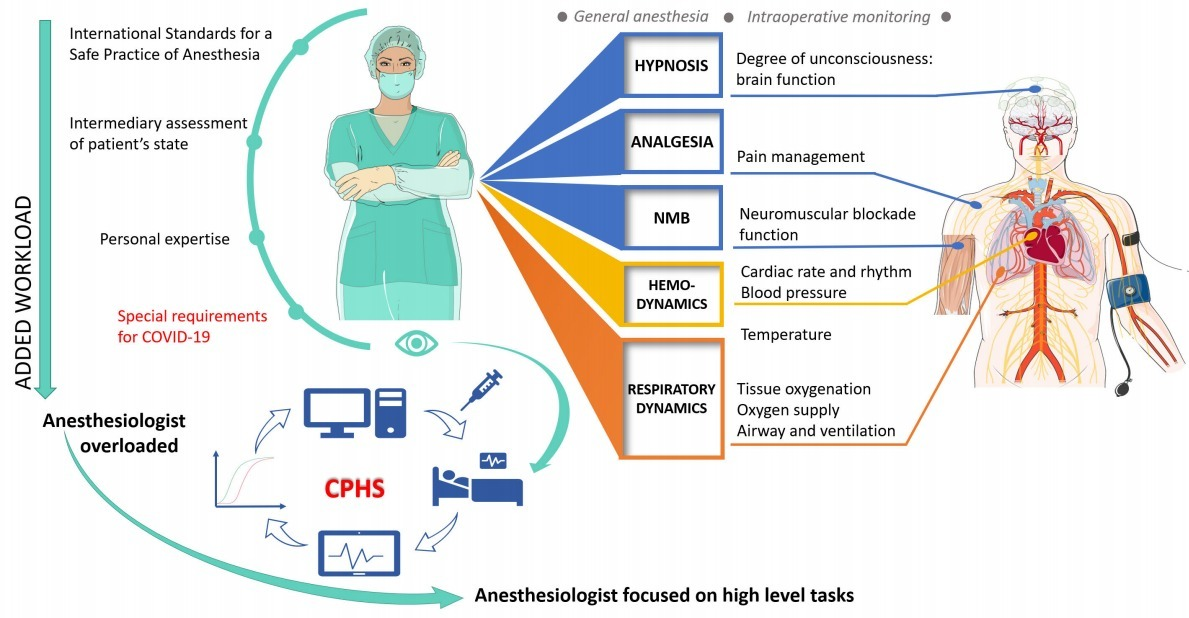 General anesthesia
Intraoperative monitoring
International Standards for a
Safe Practice of Anesthesia
Intermediary assessment
of patient's state
Personal expertise
Special requirements
for COVID-19
ADDED WORKLOAD
Anesthesiologist
overloaded
HYPNOSIS
Degree of unconsciousness:
brain function
ANALGESIA
Pain management
NMB
Neuromuscular blockade
function
HEMO-
DYNAMICS
Cardiac rate and rhythm
Blood pressure
Temperature
RESPIRATORY
DYNAMICS
Tissue oxygenation
Oxygen supply
Airway and ventilation
CPHS
Anesthesiologist focused on high level tasks